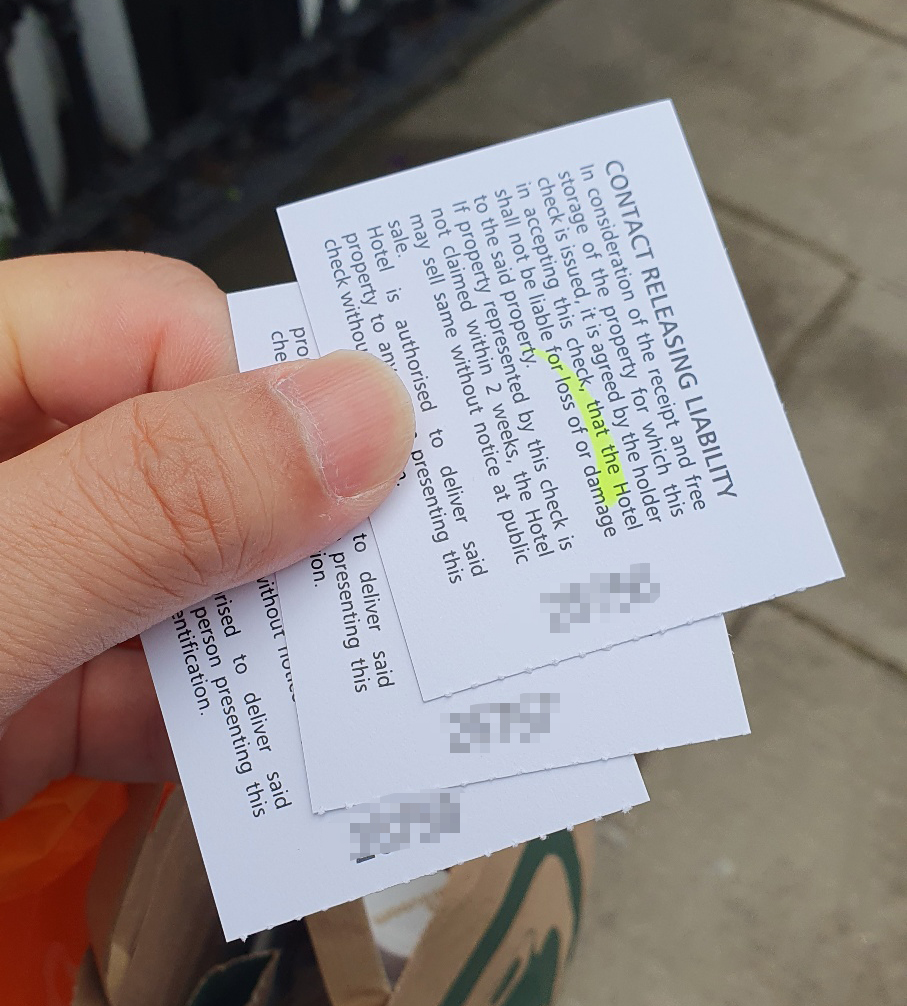 CONTACT RELEASING LIABILITY
In consideration of the receipt and free
storage of the property for which this
check is issued, it is agreed by the holder
in accepting this check, that the Hotel
shall not be liable for loss of or damage
to the said property.
If property represented by this check is
not claimed within 2 weeks, the Hotel
may sell same without notice at public
sale.
Hotel is authorised to deliver said
property to presenting this
check
to deliver said
pro presenting this
che ion.
without
rised to deliver said
person presenting this
entification.